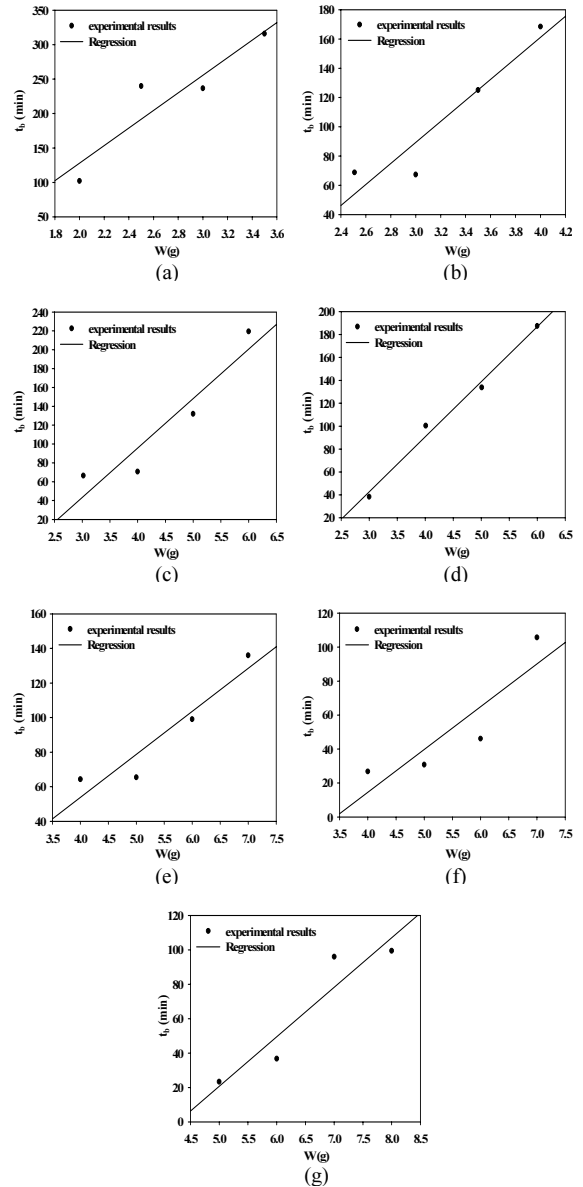 experimental results
Regression
350
300
250
200
150
100
50
t_b (min)
1.8 2.0 2.2 2.4 2.6 2.8 3.0 3.2 3.4 3.6
W(g)
(a)
experimental results
Regression
180
160
140
120
100
80
60
40
t_b (min)
2.4 2.6 2.8 3.0 3.2 3.4 3.6 3.8 4.0 4.2
W(g)
(b)
experimental results
Regression
240
220
200
180
160
140
120
100
80
60
40
20
t_b (min)
2.5 3.0 3.5 4.0 4.5 5.0 5.5 6.0 6.5
W(g)
(c)
experimental results
Regression
200
180
160
140
120
100
80
60
40
20
t_b (min)
2.5 3.0 3.5 4.0 4.5 5.0 5.5 6.0 6.5
W(g)
(d)
experimental results
Regression
160
140
120
100
80
60
40
t_b (min)
3.5 4.0 4.5 5.0 5.5 6.0 6.5 7.0 7.5
W(g)
(e)
experimental results
Regression
120
100
80
60
40
20
0
t_b (min)
3.5 4.0 4.5 5.0 5.5 6.0 6.5 7.0 7.5
W(g)
(f)
experimental results
Regression
120
100
80
60
40
20
0
t_b (min)
4.5 5.0 5.5 6.0 6.5 7.0 7.5 8.0 8.5
W(g)
(g)